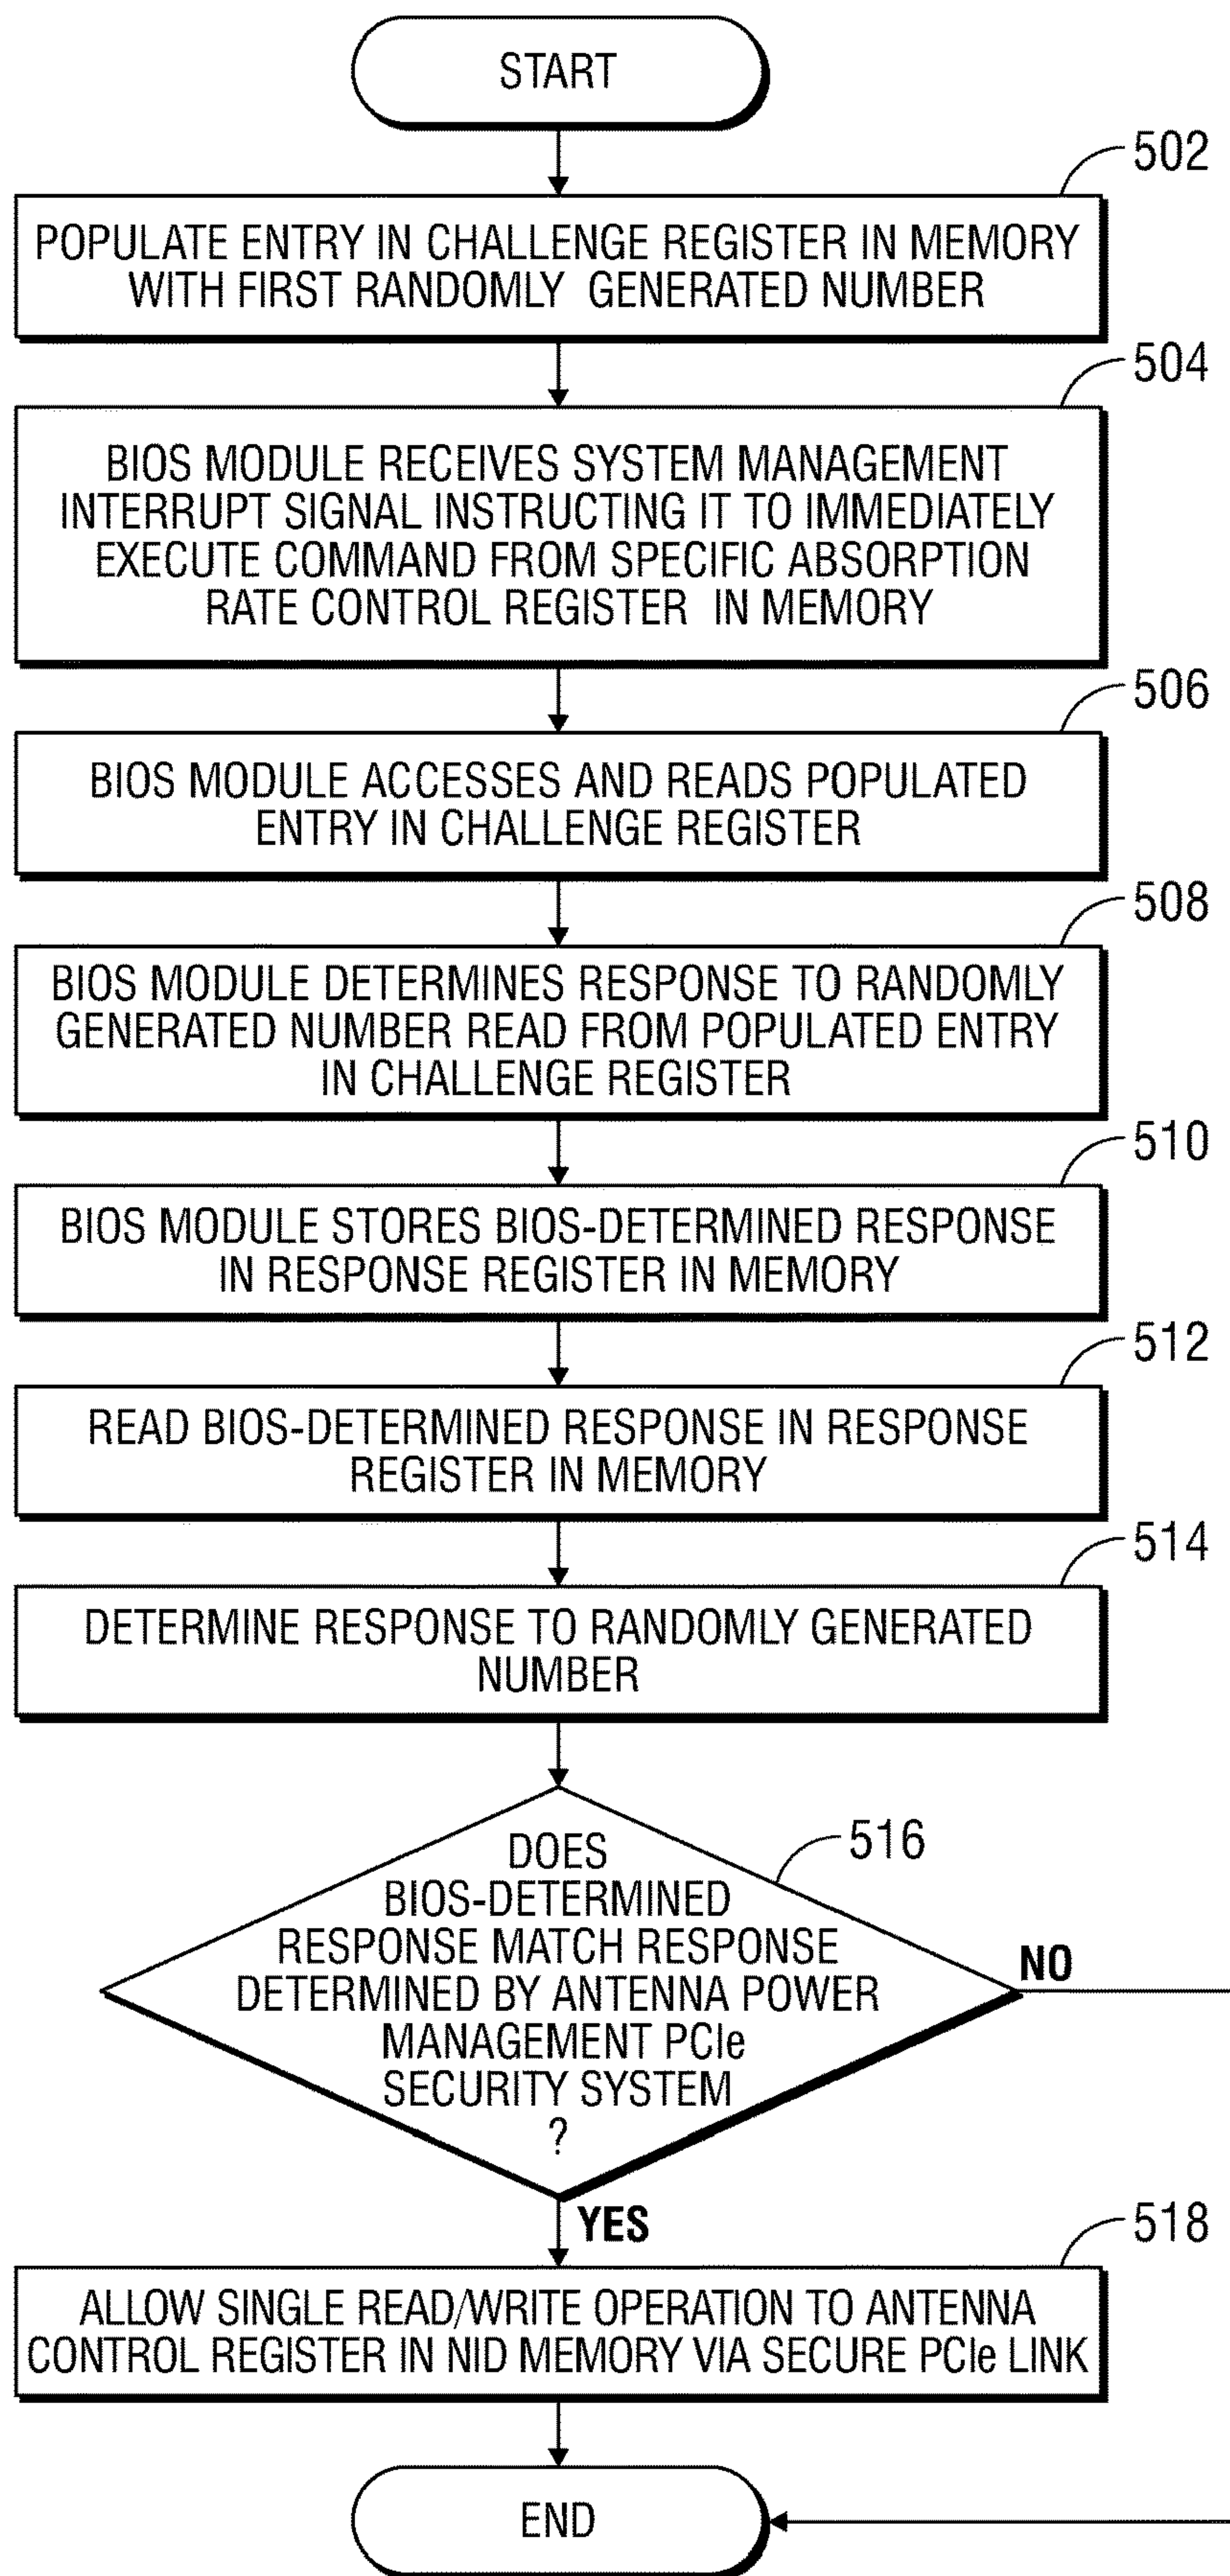 START
502
POPULATE ENTRY IN CHALLENGE REGISTER IN MEMORY
WITH FIRST RANDOMLY GENERATED NUMBER
504
BIOS MODULE RECEIVES SYSTEM MANAGEMENT
INTERRUPT SIGNAL INSTRUCTING IT TO IMMEDIATELY
EXECUTE COMMAND FROM SPECIFIC ABSORPTION
RATE CONTROL REGISTER IN MEMORY
506
BIOS MODULE ACCESSES AND READS POPULATED
ENTRY IN CHALLENGE REGISTER
508
BIOS MODULE DETERMINES RESPONSE TO RANDOMLY
GENERATED NUMBER READ FROM POPULATED ENTRY
IN CHALLENGE REGISTER
510
BIOS MODULE STORES BIOS-DETERMINED RESPONSE
IN RESPONSE REGISTER IN MEMORY
512
READ BIOS-DETERMINED RESPONSE IN RESPONSE
REGISTER IN MEMORY
514
DETERMINE RESPONSE TO RANDOMLY GENERATED
NUMBER
516
DOES
BIOS-DETERMINED
RESPONSE MATCH RESPONSE
DETERMINED BY ANTENNA POWER
MANAGEMENT PCIe
SECURITY SYSTEM
?
NO
YES
518
ALLOW SINGLE READ/WRITE OPERATION TO ANTENNA
CONTROL REGISTER IN NID MEMORY VIA SECURE PCIe LINK
END